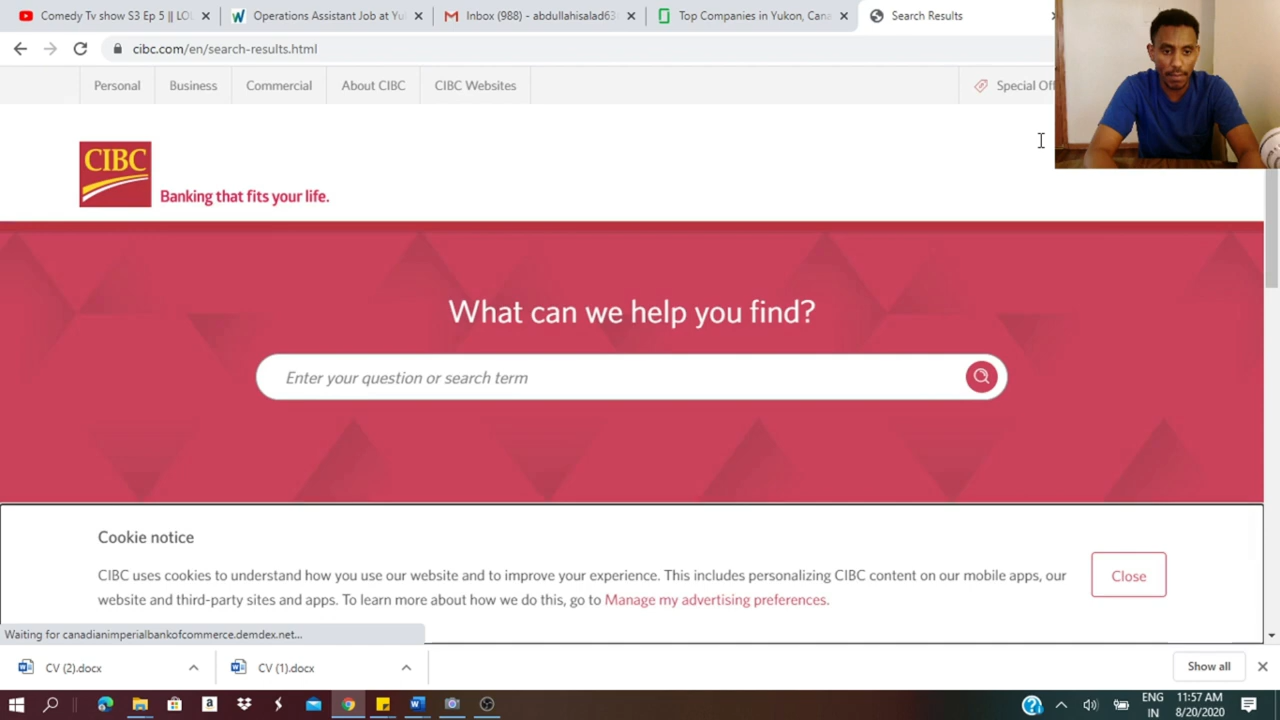 Comedy Tv show S3 Ep 5 || LO
Operations Assistant Job at Yu
Inbox (988) - abdullahisalad63
Top Companies in Yukon, Cana
Search Results
cibc.com/en/search-results.html
Personal
Business
Commercial
About CIBC
CIBC Websites
Special Off
CIBC
Banking that fits your life.
What can we help you find?
Enter your question or search term
Cookie notice
CIBC uses cookies to understand how you use our website and to improve your experience. This includes personalizing CIBC content on our mobile apps, our
website and third-party sites and apps. To learn more about how we do this, go to Manage my advertising preferences.
Close
Waiting for canadianimperialbankofcommerce.demdex.net...
CV (2).docx
CV (1).docx
Show all
ENG
IN
11:57 AM
8/20/2020